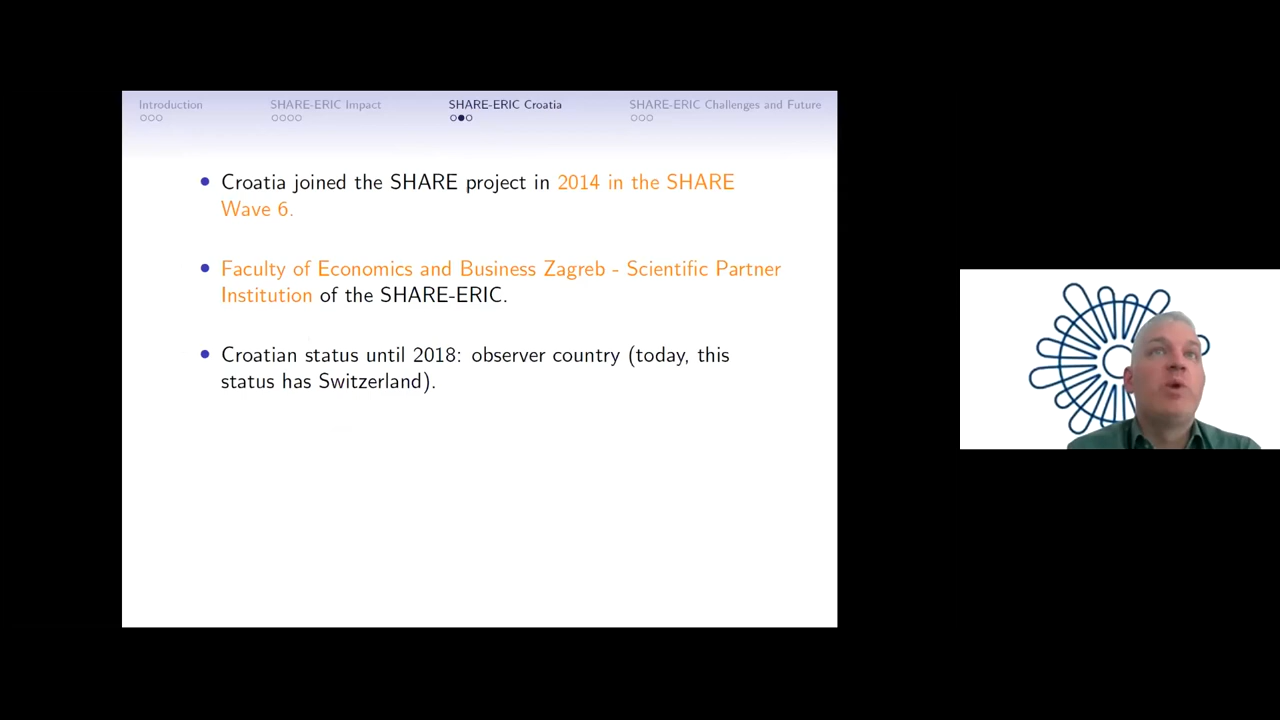 Introduction
SHARE-ERIC Impact
SHARE-ERIC Croatia
SHARE-ERIC Challenges and Future
Croatia joined the SHARE project in 2014 in the SHARE
Wave 6.
Faculty of Economics and Business Zagreb - Scientific Partner
Institution of the SHARE-ERIC.
Croatian status until 2018: observer country (today, this
status has Switzerland).